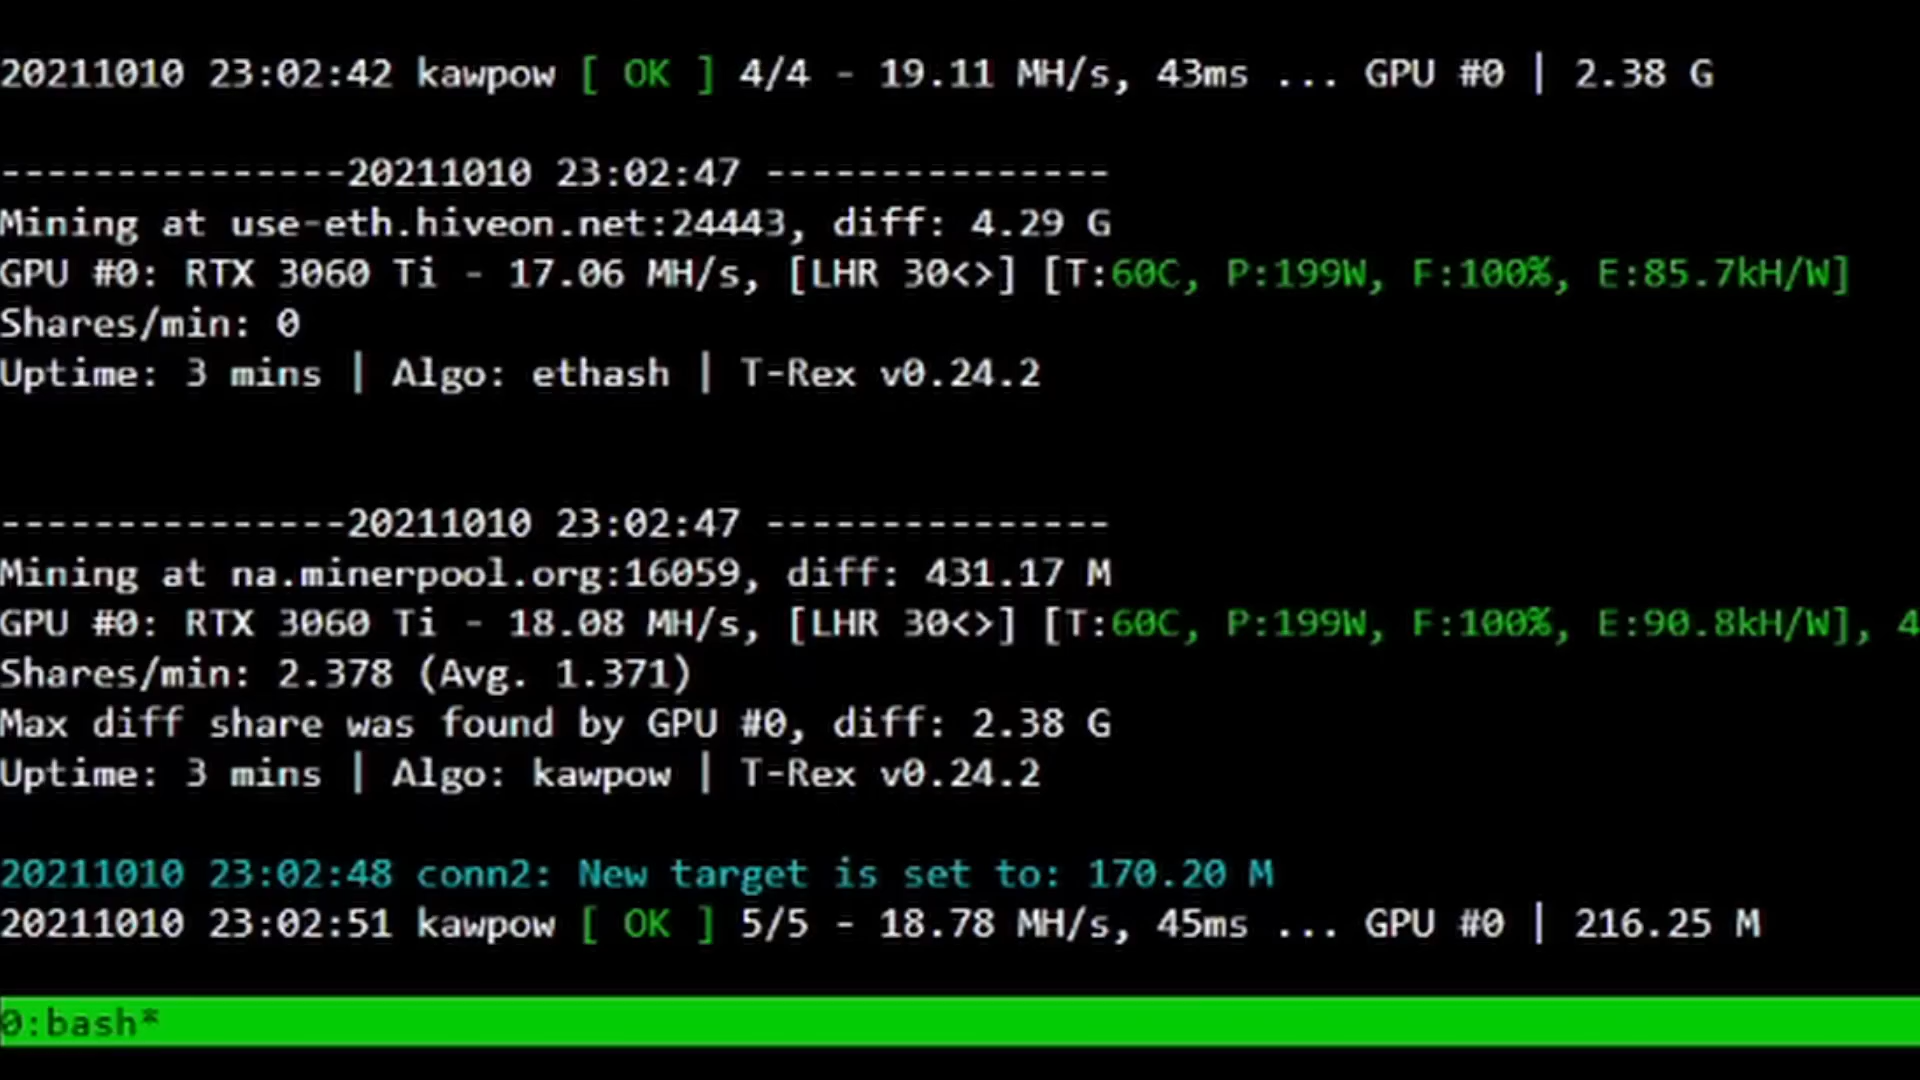 20211010 23:02:42 kawpow [ OK ] 4/4 - 19.11 MH/s, 43ms ... GPU #0 | 2.38 G
---------------20211010 23:02:47 ---------------
Mining at use-eth.hiveon.net:24443, diff: 4.29 G
GPU #0: RTX 3060 Ti - 17.06 MH/s, [LHR 30<>] [T:60C, P:199W, F:100%, E:85.7kH/W]
Shares/min: 0
Uptime: 3 mins | Algo: ethash | T-Rex v0.24.2
---------------20211010 23:02:47 ---------------
Mining at na.minerpool.org:16059, diff: 431.17 M
GPU #0: RTX 3060 Ti - 18.08 MH/s, [LHR 30<>] [T:60C, P:199W, F:100%, E:90.8kH/W], 4
Shares/min: 2.378 (Avg. 1.371)
Max diff share was found by GPU #0, diff: 2.38 G
Uptime: 3 mins | Algo: kawpow | T-Rex v0.24.2
20211010 23:02:48 conn2: New target is set to: 170.20 M
20211010 23:02:51 kawpow [ OK ] 5/5 - 18.78 MH/s, 45ms ... GPU #0 | 216.25 M
0:bash*